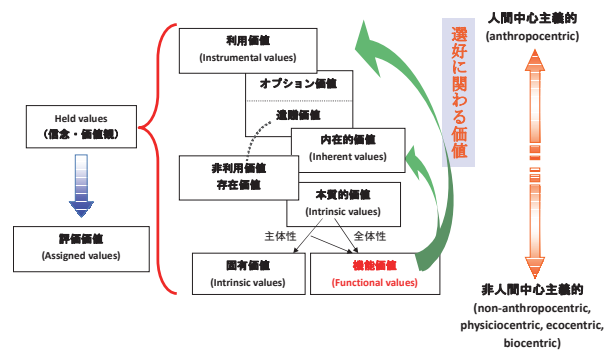 人間中心主義的
(anthropocentric)
選好に関わる価値
利用価値
(Instrumental values)
オプション価値
遺贈価値
Held values
(信念・価値観)
内在的価値
(Inherent values)
非利用価値
存在価値
本質的価値
(Intrinsic values)
主体性
全体性
評価価値
(Assigned values)
固有価値
(Intrinsic values)
機能価値
(Functional values)
非人間中心主義的
(non-anthropocentric,
physiciocentric, ecocentric,
biocentric)